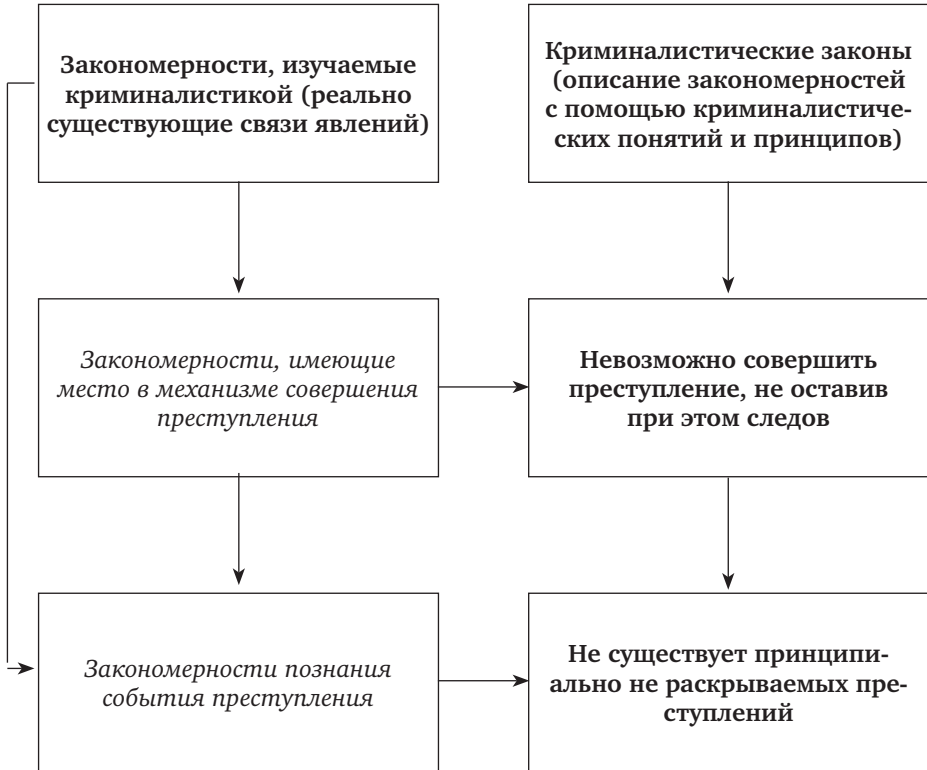 Закономерности, изучаемые
криминалистикой (реально
существующие связи явлений)
Криминалистические законы
(описание закономерностей
с помощью криминалистиче-
ских понятий и принципов)
Закономерности, имеющие
место в механизме совершения
преступления
Невозможно совершить
преступление, не оставив
при этом следов
Закономерности познания
события преступления
Не существует принципи-
ально не раскрываемых пре-
ступлений